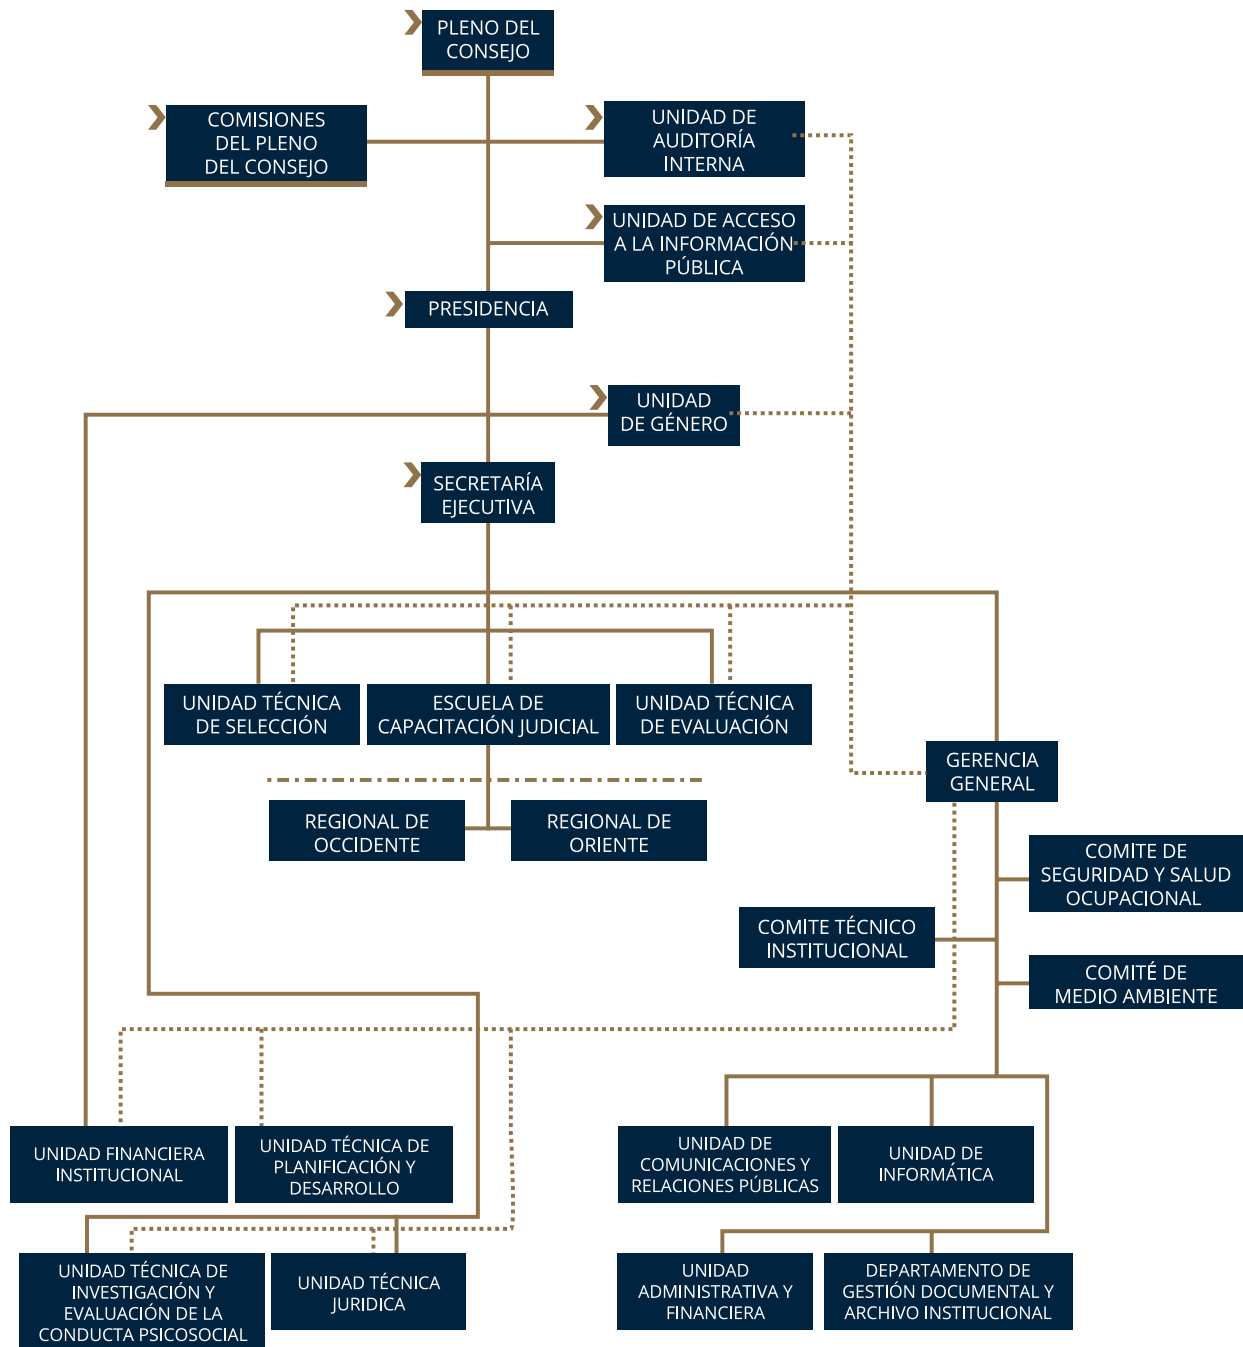 PLENO DEL
CONSEJO
COMISIONES
DEL PLENO
DEL CONSEJO
UNIDAD DE
AUDITORÍA
INTERNA
UNIDAD DE ACCESO
A LA INFORMACIÓN
PÚBLICA
PRESIDENCIA
UNIDAD
DE GÉNERO
SECRETARÍA
EJECUTIVA
UNIDAD TÉCNICA
DE SELECCIÓN
ESCUELA DE
CAPACITACIÓN JUDICIAL
UNIDAD TÉCNICA
DE EVALUACIÓN
GERENCIA
GENERAL
REGIONAL DE
OCCIDENTE
REGIONAL DE
ORIENTE
COMITE DE
SEGURIDAD Y SALUD
OCUPACIONAL
COMITE TÉCNICO
INSTITUCIONAL
COMITÉ DE
MEDIO AMBIENTE
UNIDAD FINANCIERA
INSTITUCIONAL
UNIDAD TÉCNICA DE
PLANIFICACIÓN Y
DESARROLLO
UNIDAD DE
COMUNICACIONES Y
RELACIONES PÚBLICAS
UNIDAD DE
INFORMÁTICA
UNIDAD TÉCNICA DE
INVESTIGACIÓN Y
EVALUACIÓN DE LA
CONDUCTA PSICOSOCIAL
UNIDAD TÉCNICA
JURIDICA
UNIDAD
ADMINISTRATIVA Y
FINANCIERA
DEPARTAMENTO DE
GESTIÓN DOCUMENTAL Y
ARCHIVO INSTITUCIONAL